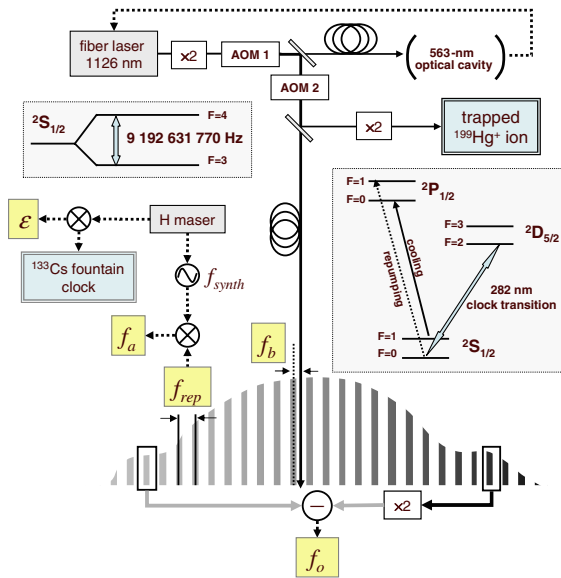 fiber laser
1126 nm
×2
AOM 1
563-nm
optical cavity
AOM 2
×2
trapped
¹⁹⁹Hg⁺ ion
²S₁/₂
F=4
9 192 631 770 Hz
F=3
F=1
²P₁/₂
F=0
F=3
²D₅/₂
F=2
cooling
repumping
282 nm
clock transition
F=1
²S₁/₂
F=0
ε
H maser
¹³³Cs fountain
clock
f_synth
f_a
f_b
f_rep
−
×2
f_o